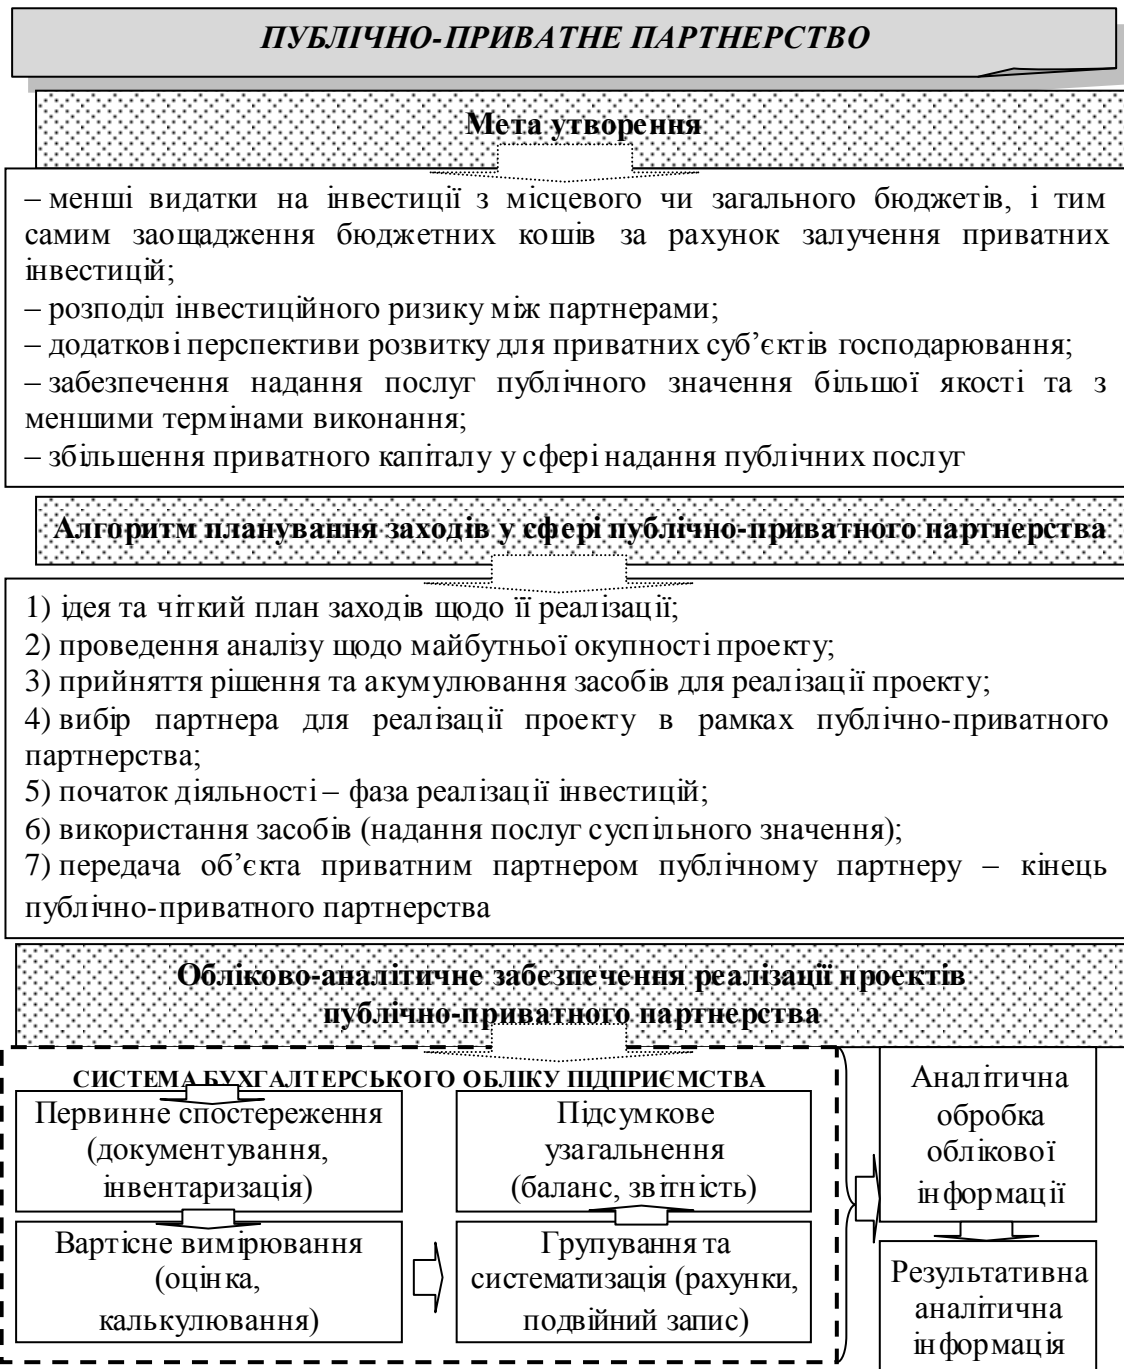 ПУБЛІЧНО-ПРИВАТНЕ ПАРТНЕРСТВО
Мета утворення
– менші видатки на інвестиції з місцевого чи загального бюджетів, і тим
самим заощадження бюджетних коштів за рахунок залучення приватних
інвестицій;
– розподіл інвестиційного ризику між партнерами;
– додаткові перспективи розвитку для приватних суб’єктів господарювання;
– забезпечення надання послуг публічного значення більшої якості та з
меншими термінами виконання;
– збільшення приватного капіталу у сфері надання публічних послуг
Алгоритм планування заходів у сфері публічно-приватного партнерства
1) ідея та чіткий план заходів щодо її реалізації;
2) проведення аналізу щодо майбутньої окупності проекту;
3) прийняття рішення та акумулювання засобів для реалізації проекту;
4) вибір партнера для реалізації проекту в рамках публічно-приватного
партнерства;
5) початок діяльності – фаза реалізації інвестицій;
6) використання засобів (надання послуг суспільного значення);
7) передача об’єкта приватним партнером публічному партнеру – кінець
публічно-приватного партнерства
Обліково-аналітичне забезпечення реалізації проектів
публічно-приватного партнерства
СИСТЕМА БУХГАЛТЕРСЬКОГО ОБЛІКУ ПІДПРИЄМСТВА
Первинне спостереження
(документування,
інвентаризація)
Вартісне вимірювання
(оцінка,
калькулювання)
Групування та
систематизація (рахунки,
подвійний запис)
Підсумкове
узагальнення
(баланс, звітність)
Аналітична
обробка
облікової
інформації
Результативна
аналітична
інформація